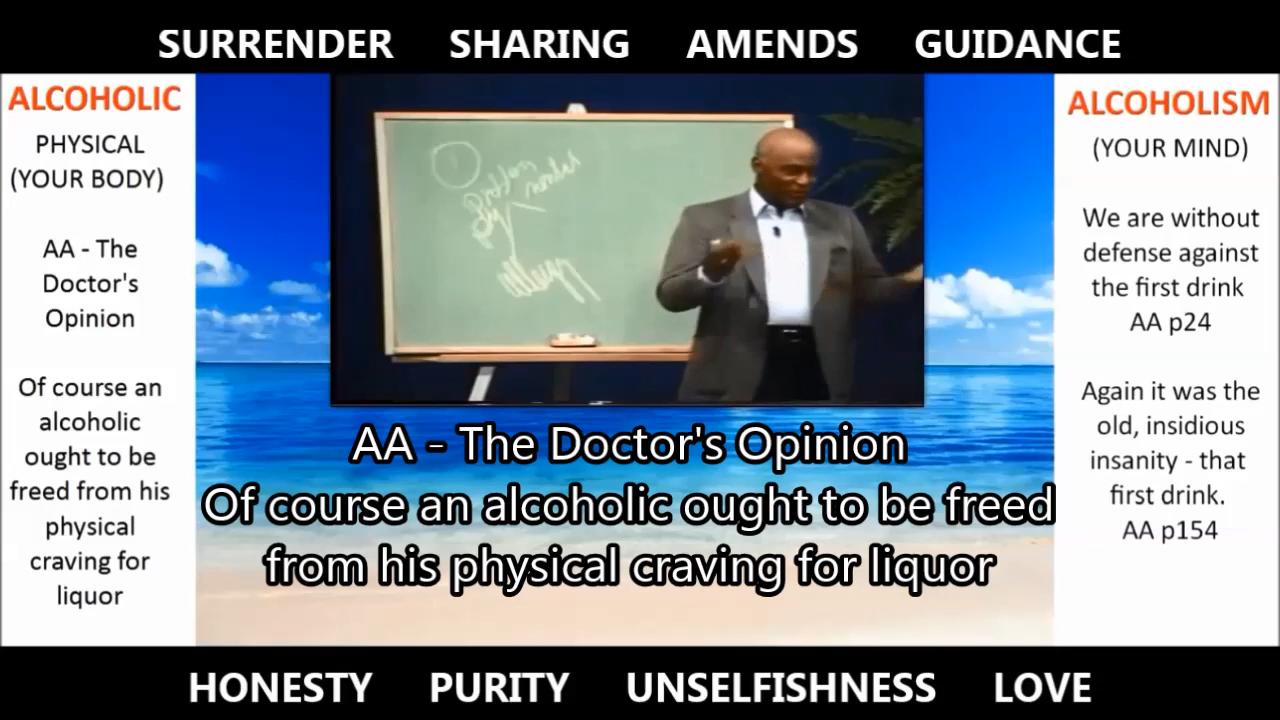 SURRENDER SHARING AMENDS GUIDANCE
ALCOHOLIC
PHYSICAL
(YOUR BODY)
AA - The
Doctor's
Opinion
Of course an
alcoholic
ought to be
freed from his
physical
craving for
liquor
AA - The Doctor's Opinion
Of course an alcoholic ought to be freed
from his physical craving for liquor
ALCOHOLISM
(YOUR MIND)
We are without
defense against
the first drink
AA p24
Again it was the
old, insidious
insanity - that
first drink.
AA p154
HONESTY PURITY UNSELFISHNESS LOVE